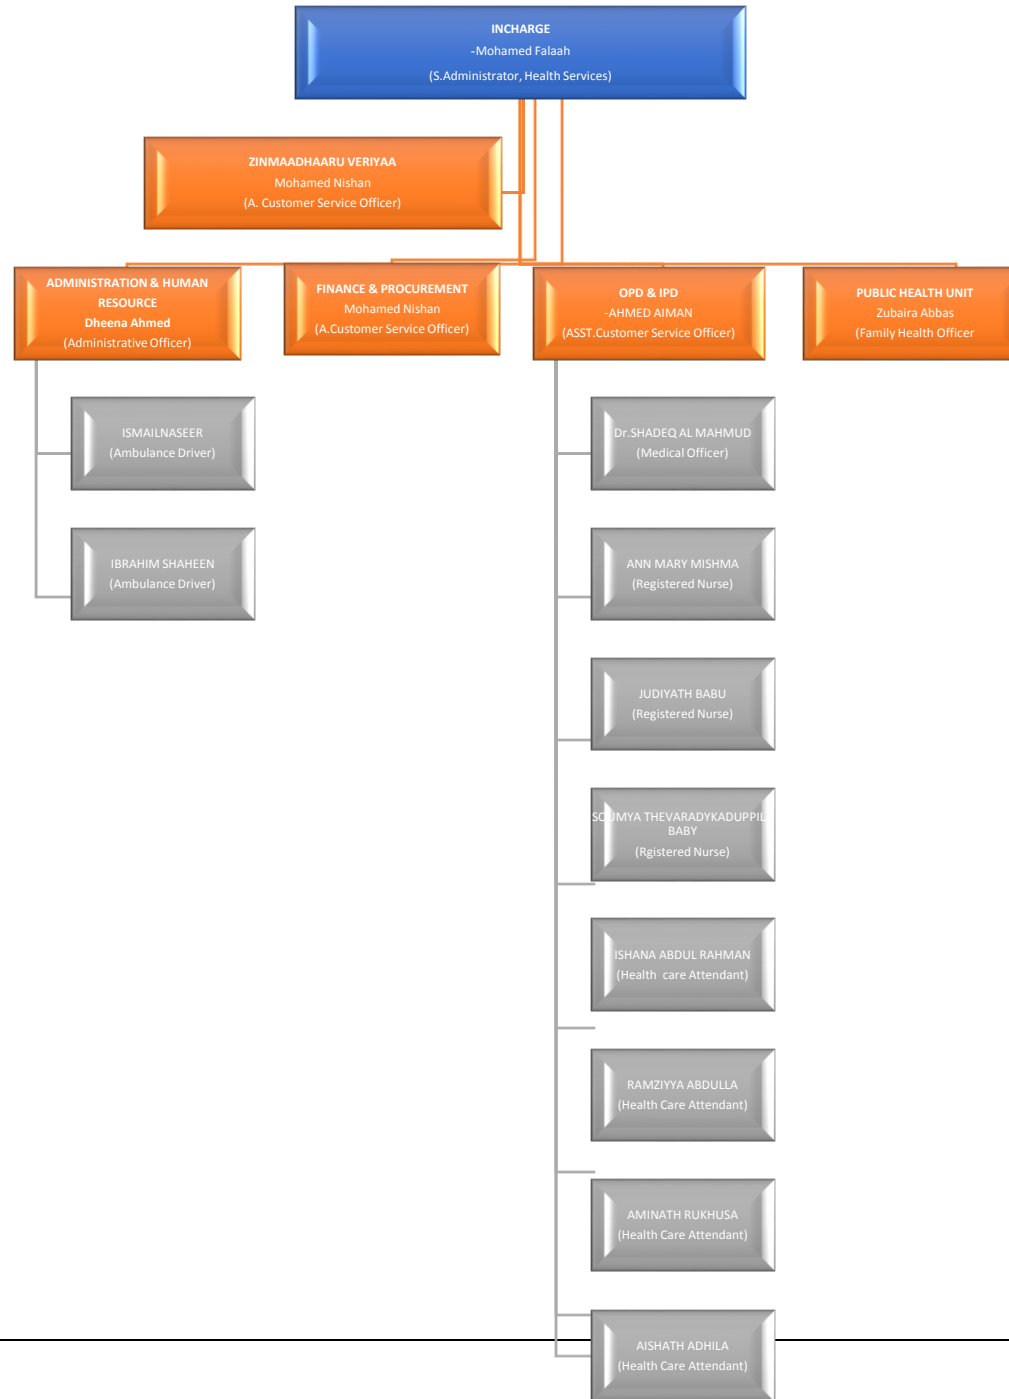 INCHARGE
-Mohamed Falaah
(S.Administrator, Health Services)
ZINMAADHAARU VERIYAA
Mohamed Nishan
(A. Customer Service Officer)
ADMINISTRATION & HUMAN
RESOURCE
Dheena Ahmed
(Administrative Officer)
FINANCE & PROCUREMENT
Mohamed Nishan
(A.Customer Service Officer)
OPD & IPD
-AHMED AIMAN
(ASST.Customer Service Officer)
PUBLIC HEALTH UNIT
Zubaira Abbas
(Family Health Officer
ISMAILNASEER
(Ambulance Driver)
IBRAHIM SHAHEEN
(Ambulance Driver)
Dr.SHADEQ AL MAHMUD
(Medical Officer)
ANN MARY MISHMA
(Registered Nurse)
JUDIYATH BABU
(Registered Nurse)
SOUMYA THEVARADYKADUPPIL
BABY
(Rgistered Nurse)
ISHANA ABDUL RAHMAN
(Health care Attendant)
RAMZIYYA ABDULLA
(Health Care Attendant)
AMINATH RUKHUSA
(Health Care Attendant)
AISHATH ADHILA
(Health Care Attendant)